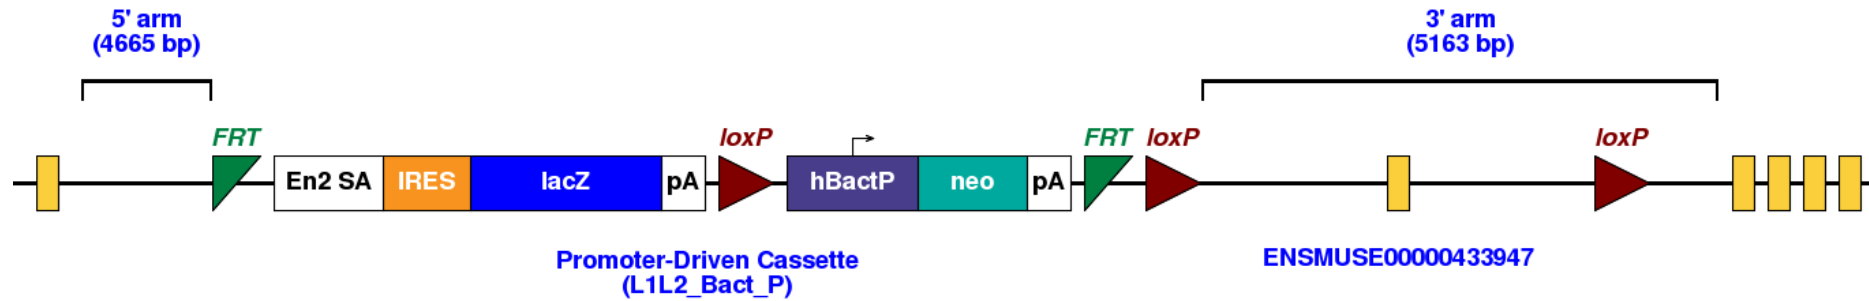 5' arm
(4665 bp)
3' arm
(5163 bp)
FRT
loxP
FRT
loxP
loxP
En2 SA
IRES
lacZ
pA
hBactP
neo
pA
Promoter-Driven Cassette
(L1L2_Bact_P)
ENSMUSE00000433947